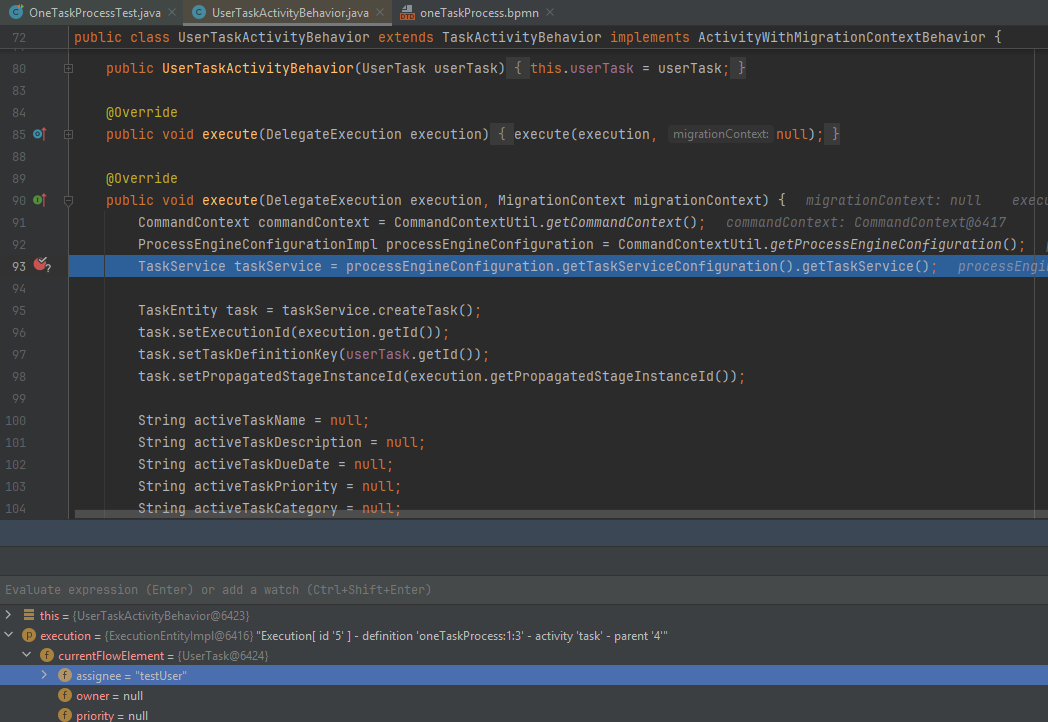 OneTaskProcessTest.java UserTaskActivityBehavior.java oneTaskProcess.bpmn
72 public class UserTaskActivityBehavior extends TaskActivityBehavior implements ActivityWithMigrationContextBehavior {
80 public UserTaskActivityBehavior(UserTask userTask) { this.userTask = userTask; }
83
84 @Override
85 public void execute(DelegateExecution execution) { execute(execution, migrationContext: null); }
88
89 @Override
90 public void execute(DelegateExecution execution, MigrationContext migrationContext) { migrationContext: null execu
91 CommandContext commandContext = CommandContextUtil.getCommandContext(); commandContext: CommandContext@6417
92 ProcessEngineConfigurationImpl processEngineConfiguration = CommandContextUtil.getProcessEngineConfiguration();
93 TaskService taskService = processEngineConfiguration.getTaskServiceConfiguration().getTaskService(); processEngin
94
95 TaskEntity task = taskService.createTask();
96 task.setExecutionId(execution.getId());
97 task.setTaskDefinitionKey(userTask.getId());
98 task.setPropagatedStageInstanceId(execution.getPropagatedStageInstanceId());
99
100 String activeTaskName = null;
101 String activeTaskDescription = null;
102 String activeTaskDueDate = null;
103 String activeTaskPriority = null;
104 String activeTaskCategory = null;
Evaluate expression (Enter) or add a watch (Ctrl+Shift+Enter)
this = {UserTaskActivityBehavior@6423}
execution = {ExecutionEntityImpl@6416} "Execution[ id '5' ] - definition 'oneTaskProcess:1:3' - activity 'task' - parent '4'"
currentFlowElement = {UserTask@6424}
assignee = "testUser"
owner = null
priority = null